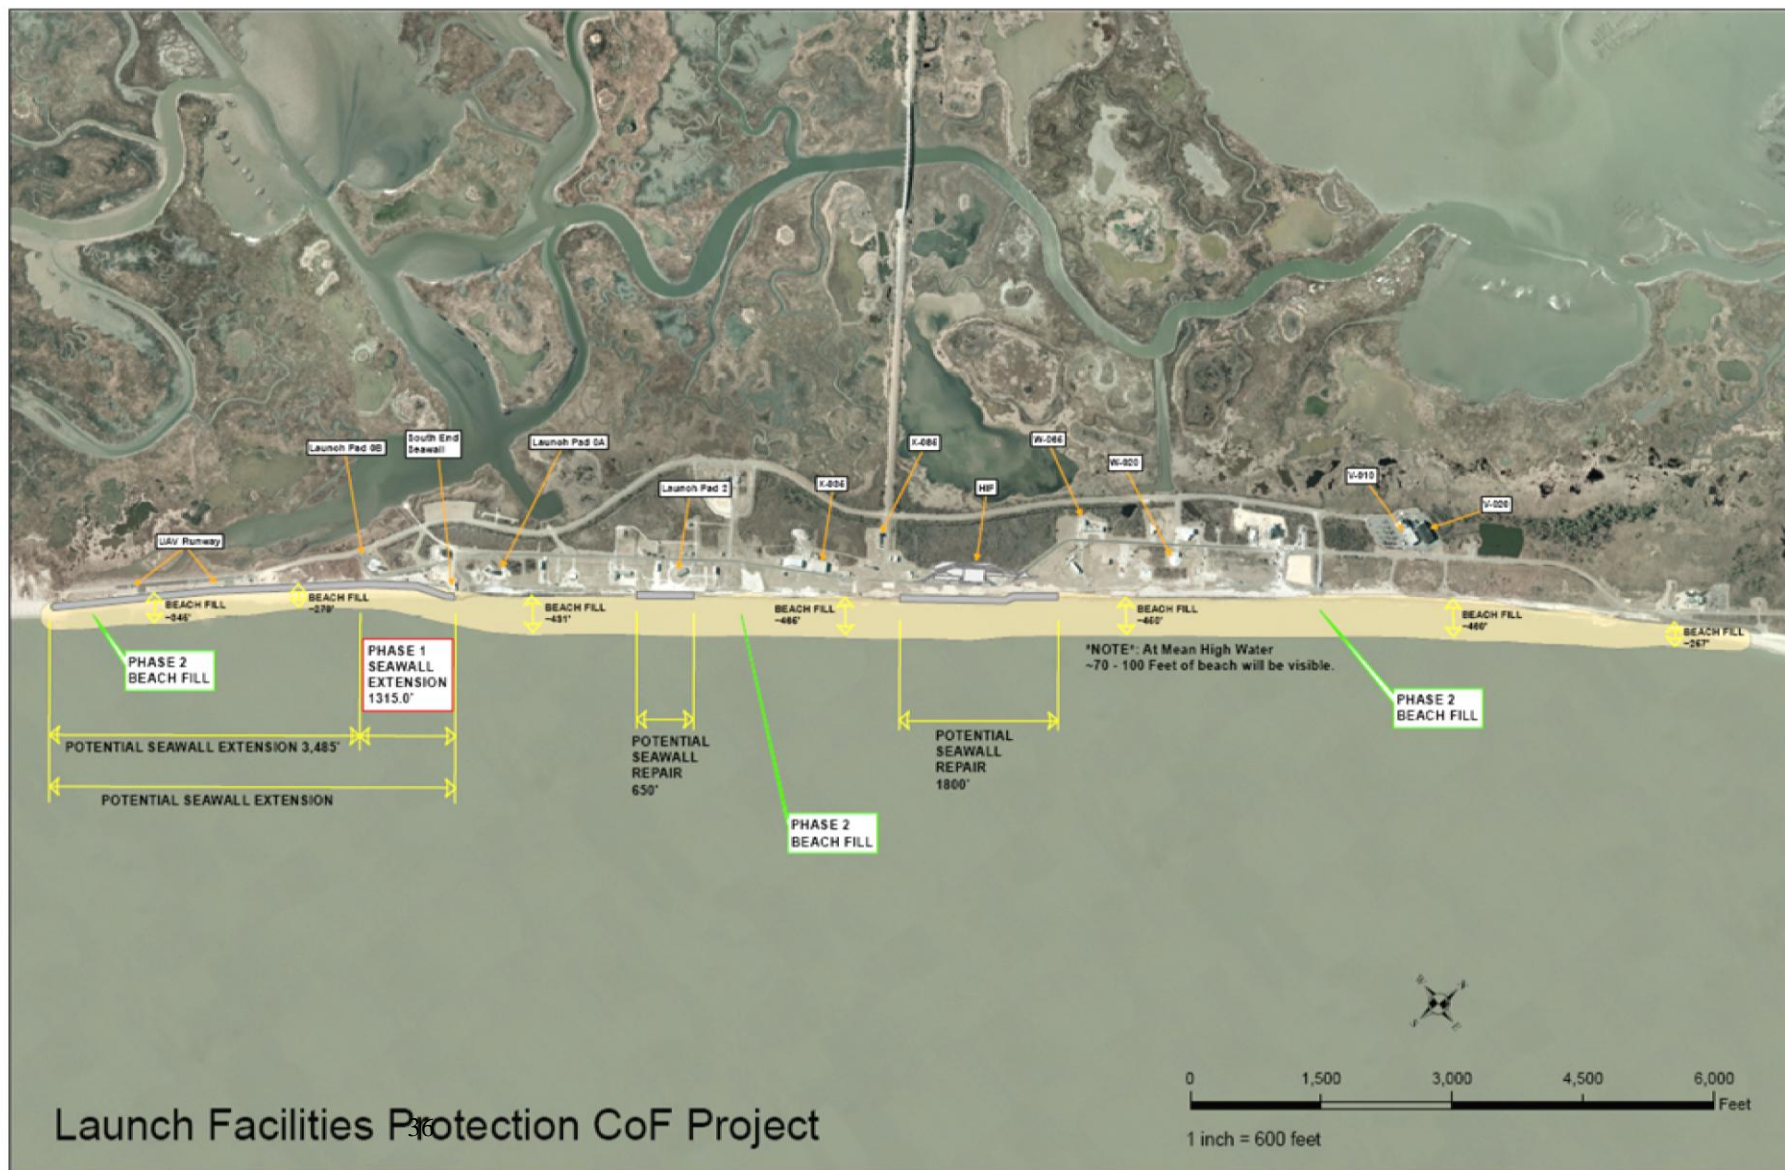 Launch Pad 0B
South End
Seawall
Launch Pad 0A
X-085
W-065
W-020
V-010
V-020
Launch Pad 2
X-035
HIF
UAV Runway
BEACH FILL
BEACH FILL
BEACH FILL
BEACH FILL
BEACH FILL
~450'
BEACH FILL
~460'
BEACH FILL
~267'
PHASE 2
BEACH FILL
PHASE 1
SEAWALL
EXTENSION
1315.0'
*NOTE*: At Mean High Water
~70 - 100 Feet of beach will be visible.
PHASE 2
BEACH FILL
POTENTIAL SEAWALL EXTENSION 3,485'
POTENTIAL
SEAWALL
REPAIR
650'
POTENTIAL
SEAWALL
REPAIR
1800'
POTENTIAL SEAWALL EXTENSION
PHASE 2
BEACH FILL
0 1,500 3,000 4,500 6,000
Feet
1 inch = 600 feet
Launch Facilities Protection CoF Project
36